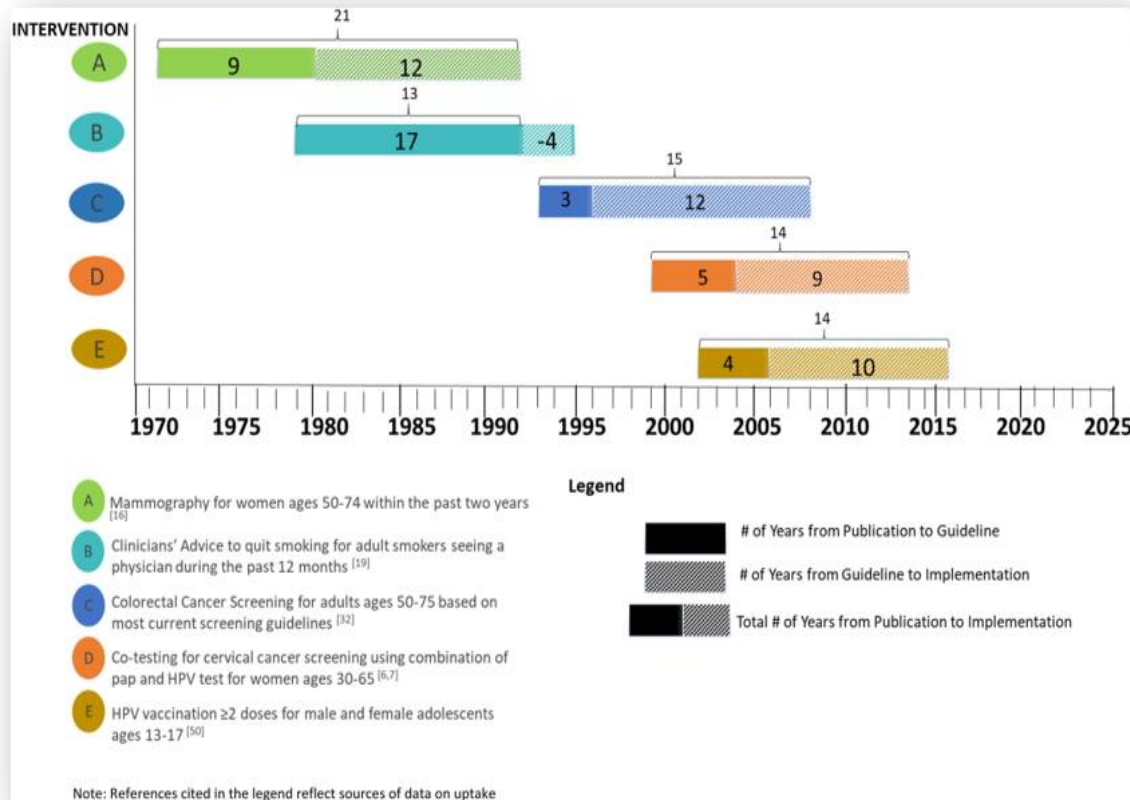 INTERVENTION
21
A
9
12
13
B
17
-4
15
C
3
12
14
D
5
9
14
E
4
10
1970 1975 1980 1985 1990 1995 2000 2005 2010 2015 2020 2025
Legend
A Mammography for women ages 50-74 within the past two years
[16]
B Clinicians' Advice to quit smoking for adult smokers seeing a
physician during the past 12 months [19]
C Colorectal Cancer Screening for adults ages 50-75 based on
most current screening guidelines [32]
D Co-testing for cervical cancer screening using combination of
pap and HPV test for women ages 30-65 [6,7]
E HPV vaccination ≥2 doses for male and female adolescents
ages 13-17 [50]
# of Years from Publication to Guideline
# of Years from Guideline to Implementation
Total # of Years from Publication to Implementation
Note: References cited in the legend reflect sources of data on uptake